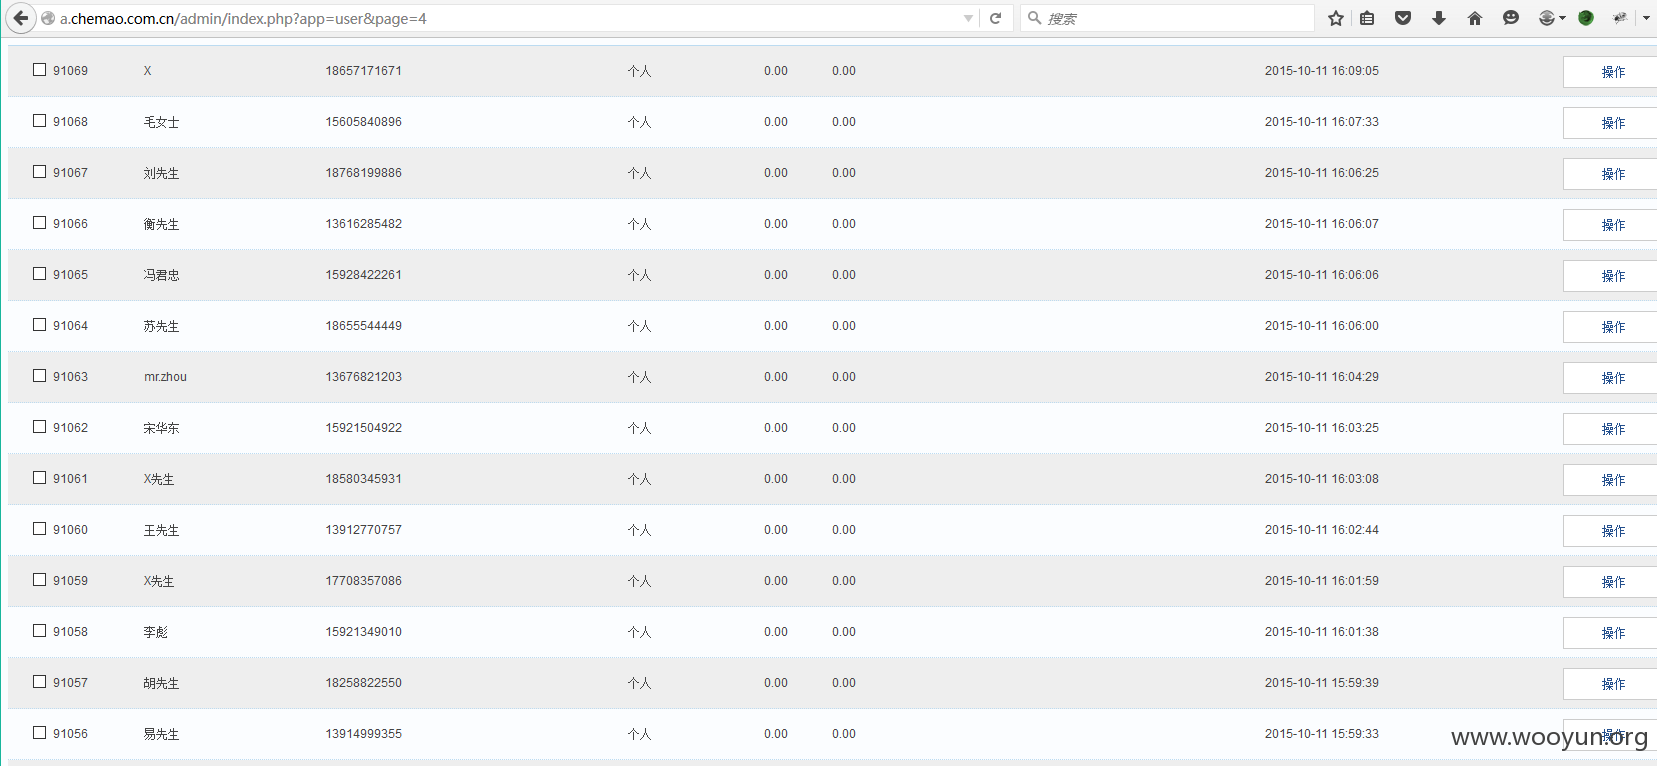 a.chemao.com.cn/admin/index.php?app=user&page=4 搜索
91069 X 18657171671 个人 0.00 0.00 2015-10-11 16:09:05 操作
91068 毛女士 15605840896 个人 0.00 0.00 2015-10-11 16:07:33 操作
91067 刘先生 18768199886 个人 0.00 0.00 2015-10-11 16:06:25 操作
91066 衡先生 13616285482 个人 0.00 0.00 2015-10-11 16:06:07 操作
91065 冯君忠 15928422261 个人 0.00 0.00 2015-10-11 16:06:06 操作
91064 苏先生 18655544449 个人 0.00 0.00 2015-10-11 16:06:00 操作
91063 mr.zhou 13676821203 个人 0.00 0.00 2015-10-11 16:04:29 操作
91062 宋华东 15921504922 个人 0.00 0.00 2015-10-11 16:03:25 操作
91061 X先生 18580345931 个人 0.00 0.00 2015-10-11 16:03:08 操作
91060 王先生 13912770757 个人 0.00 0.00 2015-10-11 16:02:44 操作
91059 X先生 17708357086 个人 0.00 0.00 2015-10-11 16:01:59 操作
91058 李彪 15921349010 个人 0.00 0.00 2015-10-11 16:01:38 操作
91057 胡先生 18258822550 个人 0.00 0.00 2015-10-11 15:59:39 操作
91056 易先生 13914999355 个人 0.00 0.00 2015-10-11 15:59:33 操作
www.wooyun.org